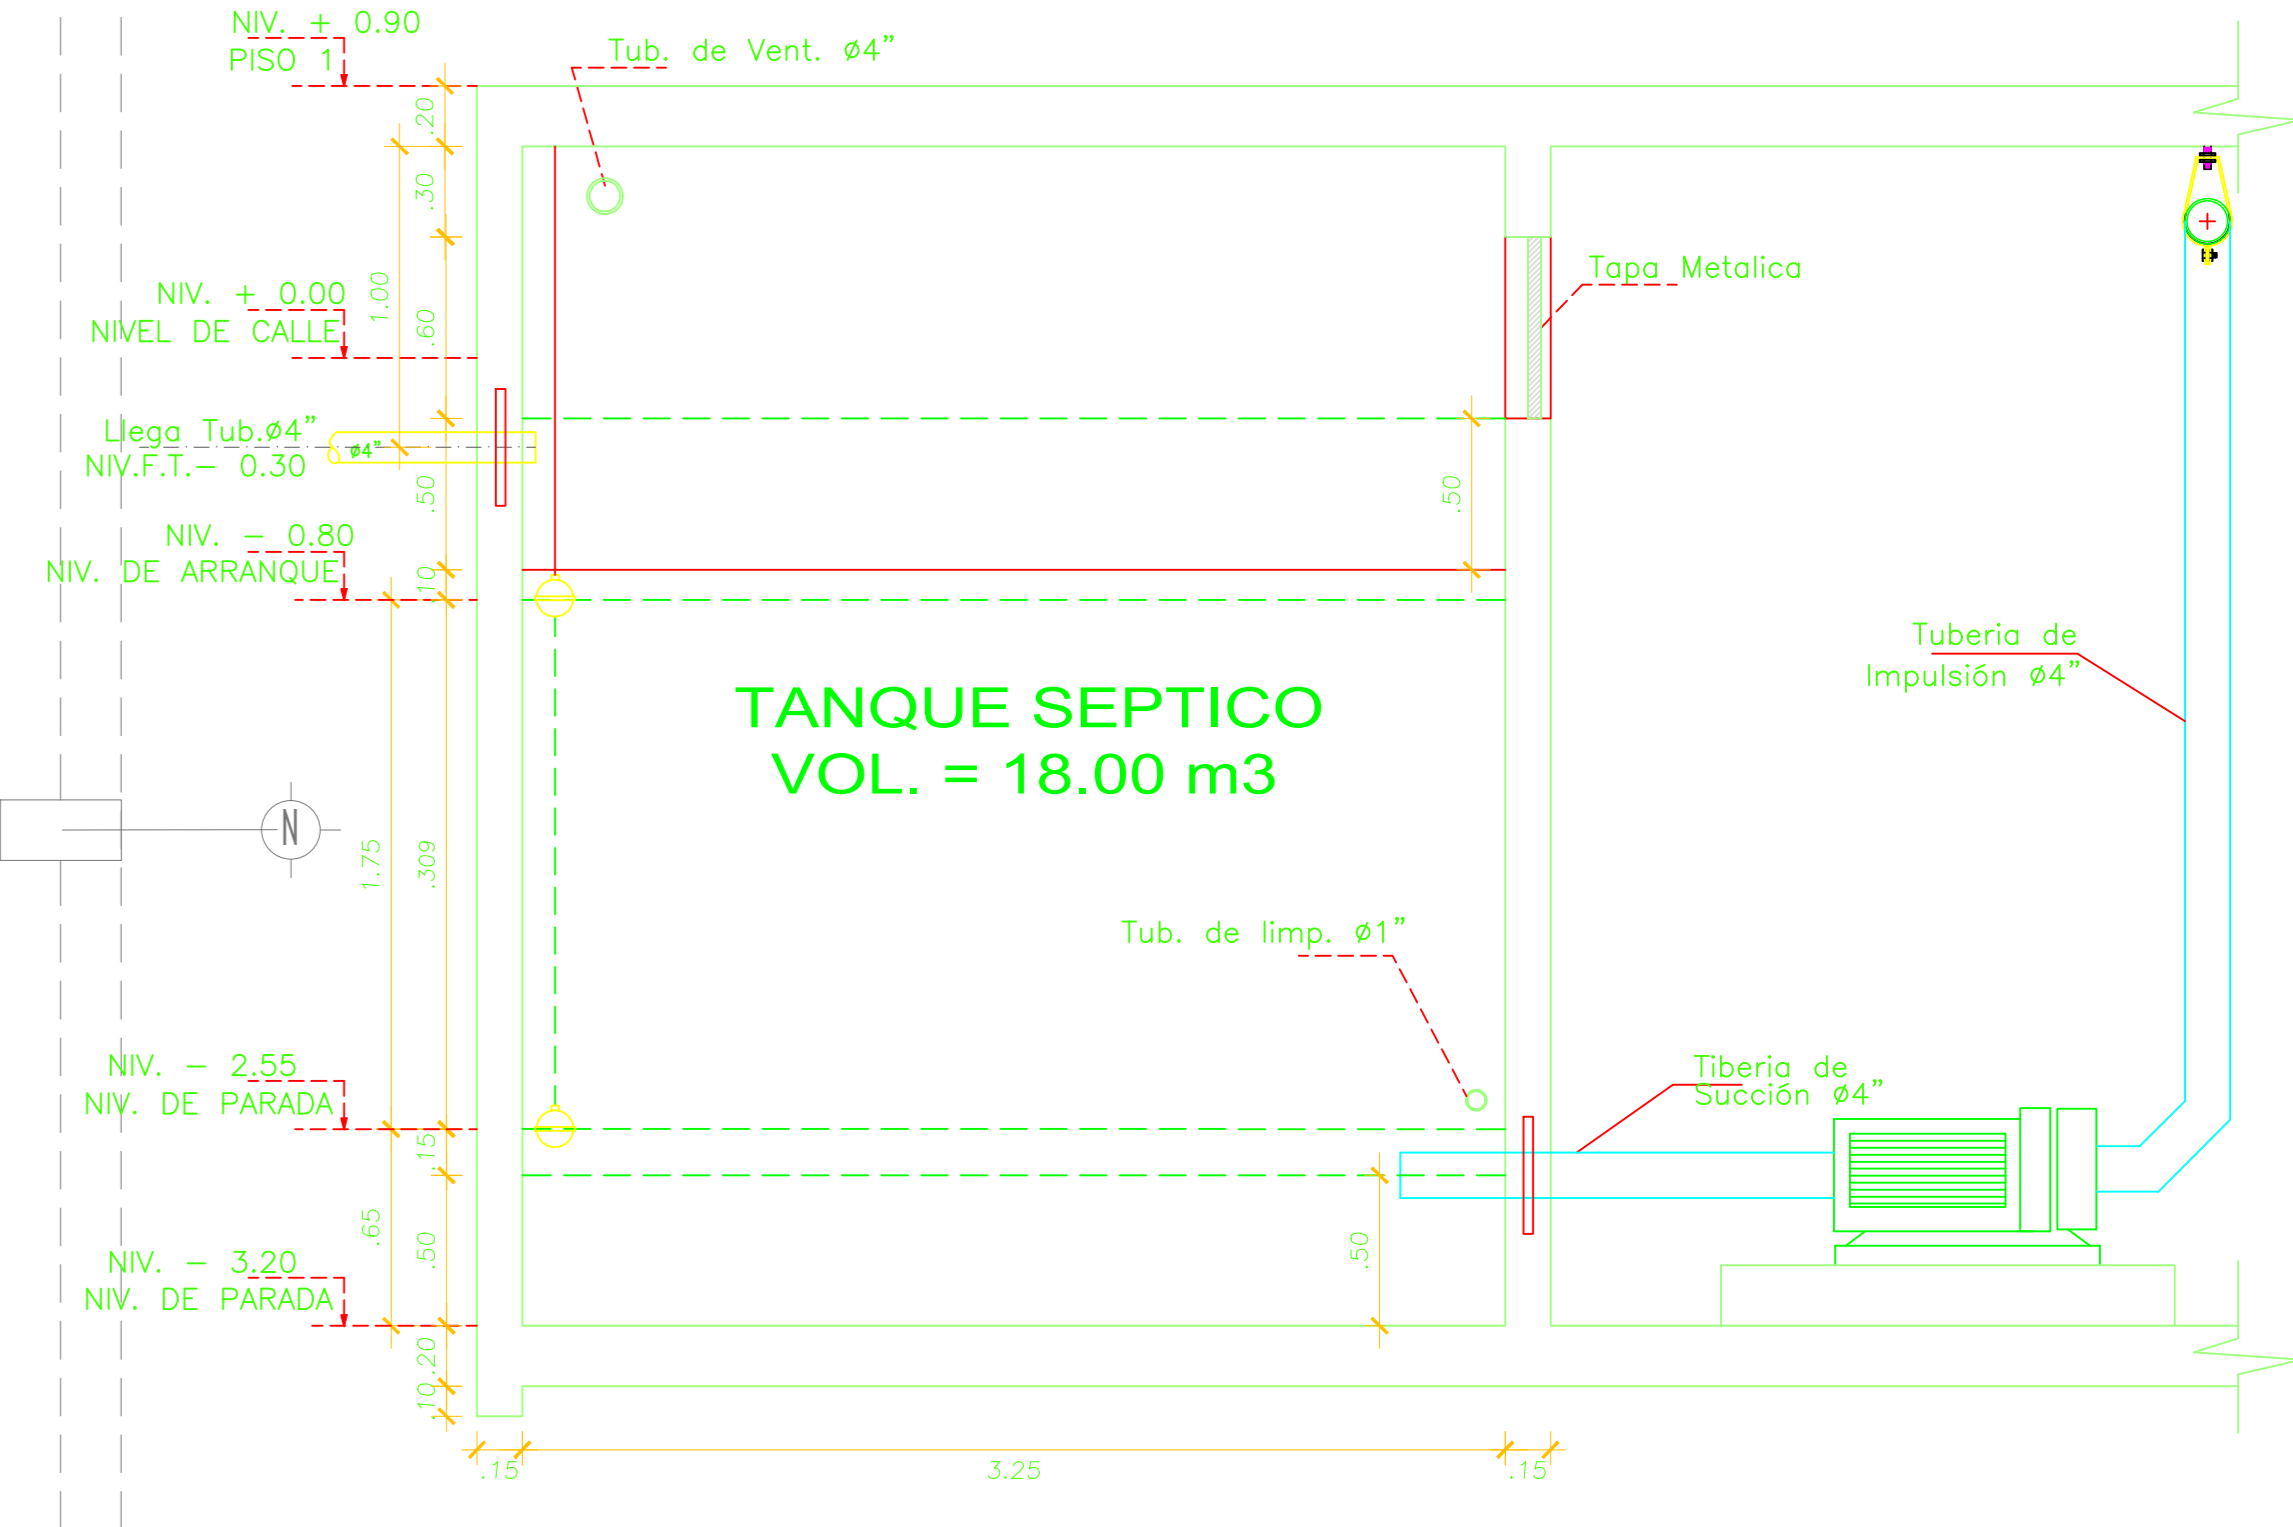 NIV. + 0.90
PISO 1
Tub. de Vent. ø4"
.20
.30
1.00
.60
NIV. + 0.00
NIVEL DE CALLE
Tapa Metalica
Llega Tub.ø4"
NIV.F.T.- 0.30
ø4"
.50
.50
NIV. - 0.80
NIV. DE ARRANQUE
.10
Tuberia de
Impulsión ø4"
TANQUE SEPTICO
VOL. = 18.00 m3
N
1.75
.309
Tub. de limp. ø1"
NIV. - 2.55
NIV. DE PARADA
.15
Tiberia de
Succión ø4"
.65
.50
.50
NIV. - 3.20
NIV. DE PARADA
.20
.10
.15
3.25
.15